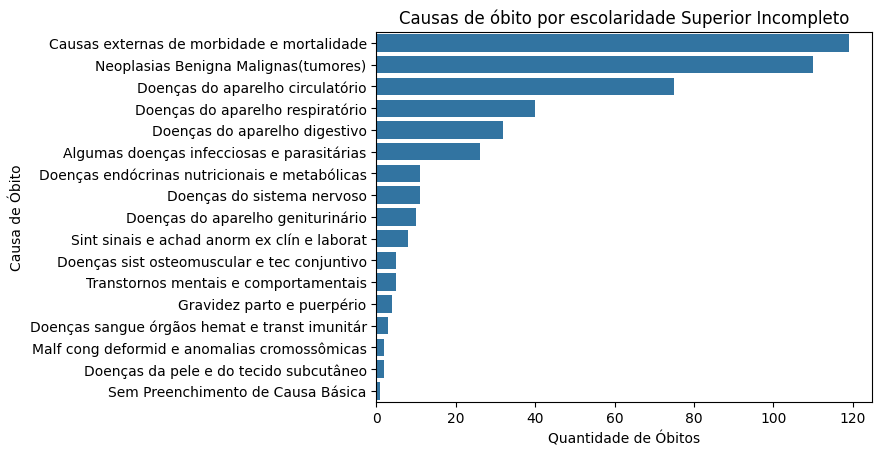 Causas de óbito por escolaridade Superior Incompleto
Causa de Óbito
Causas externas de morbidade e mortalidade
Neoplasias Benigna Malignas(tumores)
Doenças do aparelho circulatório
Doenças do aparelho respiratório
Doenças do aparelho digestivo
Algumas doenças infecciosas e parasitárias
Doenças endócrinas nutricionais e metabólicas
Doenças do sistema nervoso
Doenças do aparelho geniturinário
Sint sinais e achad anorm ex clín e laborat
Doenças sist osteomuscular e tec conjuntivo
Transtornos mentais e comportamentais
Gravidez parto e puerpério
Doenças sangue órgãos hemat e transt imunitár
Malf cong deformid e anomalias cromossômicas
Doenças da pele e do tecido subcutâneo
Sem Preenchimento de Causa Básica
0 20 40 60 80 100 120
Quantidade de Óbitos